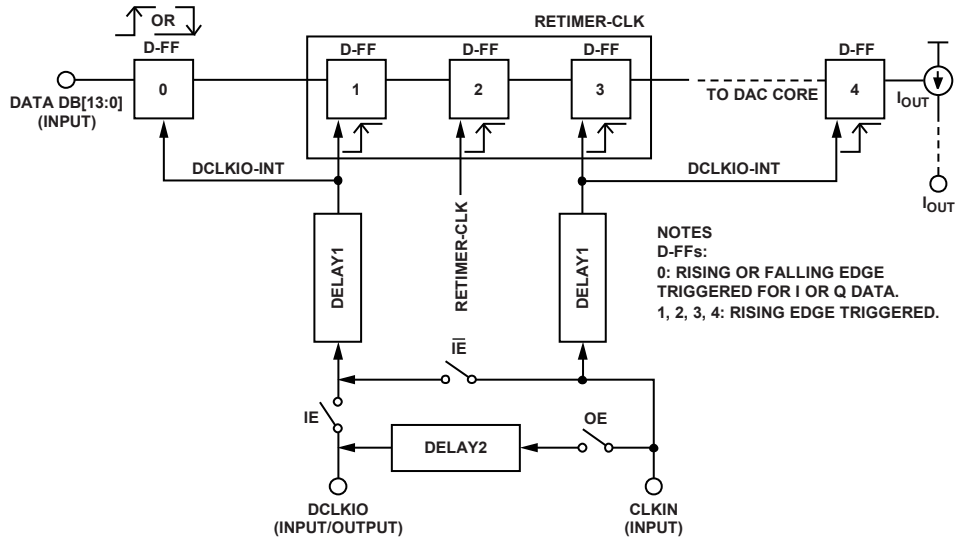 OR
RETIMER-CLK
D-FF
D-FF
D-FF
D-FF
D-FF
0
1
2
3
4
DATA DB[13:0]
(INPUT)
TO DAC CORE
IOUT
DCLKIO-INT
DCLKIO-INT
IOUT
DELAY1
RETIMER-CLK
DELAY1
NOTES
D-FFs:
0: RISING OR FALLING EDGE
TRIGGERED FOR I OR Q DATA.
1, 2, 3, 4: RISING EDGE TRIGGERED.
IE
IE
OE
DELAY2
DCLKIO
(INPUT/OUTPUT)
CLKIN
(INPUT)